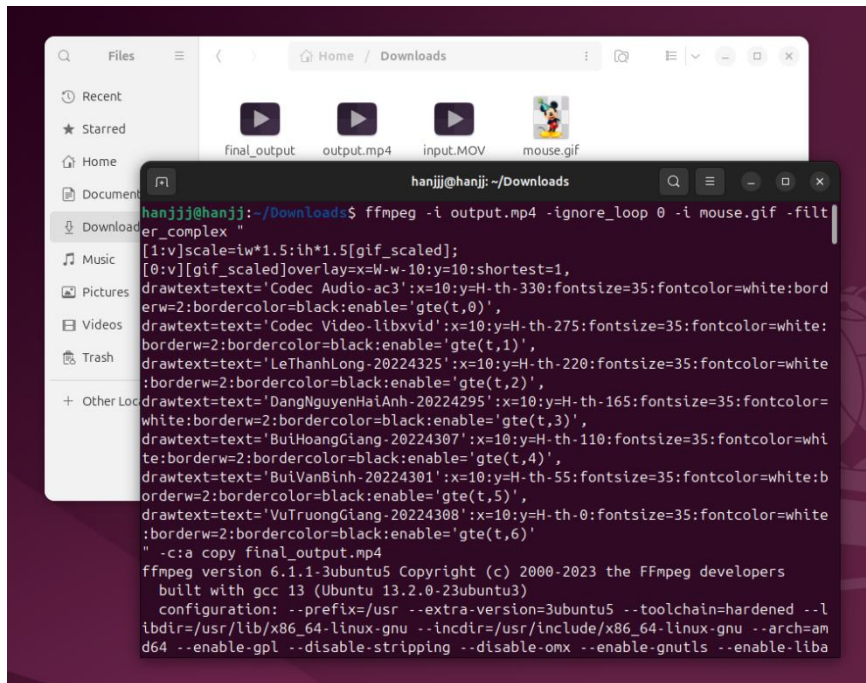 Files
Home / Downloads
Recent
Starred
Home
Document
Download
Music
Pictures
Videos
Trash
+ Other Loc
final_output
output.mp4
input.MOV
mouse.gif
hanjjj@hanjj: ~/Downloads
hanjjj@hanjj:~/Downloads$ ffmpeg -i output.mp4 -ignore_loop 0 -i mouse.gif -filt
er_complex "
[1:v]scale=iw*1.5:ih*1.5[gif_scaled];
[0:v][gif_scaled]overlay=x=W-w-10:y=10:shortest=1,
drawtext=text='Codec Audio-ac3':x=10:y=H-th-330:fontsize=35:fontcolor=white:bord
erw=2:bordercolor=black:enable='gte(t,0)',
drawtext=text='Codec Video-libxvid':x=10:y=H-th-275:fontsize=35:fontcolor=white:
borderw=2:bordercolor=black:enable='gte(t,1)',
drawtext=text='LeThanhLong-20224325':x=10:y=H-th-220:fontsize=35:fontcolor=white
:borderw=2:bordercolor=black:enable='gte(t,2)',
drawtext=text='DangNguyenHaiAnh-20224295':x=10:y=H-th-165:fontsize=35:fontcolor=
white:borderw=2:bordercolor=black:enable='gte(t,3)',
drawtext=text='BuiHoangGiang-20224307':x=10:y=H-th-110:fontsize=35:fontcolor=whi
te:borderw=2:bordercolor=black:enable='gte(t,4)',
drawtext=text='BuiVanBinh-20224301':x=10:y=H-th-55:fontsize=35:fontcolor=white:b
orderw=2:bordercolor=black:enable='gte(t,5)',
drawtext=text='VuTruongGiang-20224308':x=10:y=H-th-0:fontsize=35:fontcolor=white
:borderw=2:bordercolor=black:enable='gte(t,6)'
" -c:a copy final_output.mp4
ffmpeg version 6.1.1-3ubuntu5 Copyright (c) 2000-2023 the FFmpeg developers
built with gcc 13 (Ubuntu 13.2.0-23ubuntu3)
configuration: --prefix=/usr --extra-version=3ubuntu5 --toolchain=hardened --l
ibdir=/usr/lib/x86_64-linux-gnu --incdir=/usr/include/x86_64-linux-gnu --arch=am
d64 --enable-gpl --disable-stripping --disable-omx --enable-gnutls --enable-liba